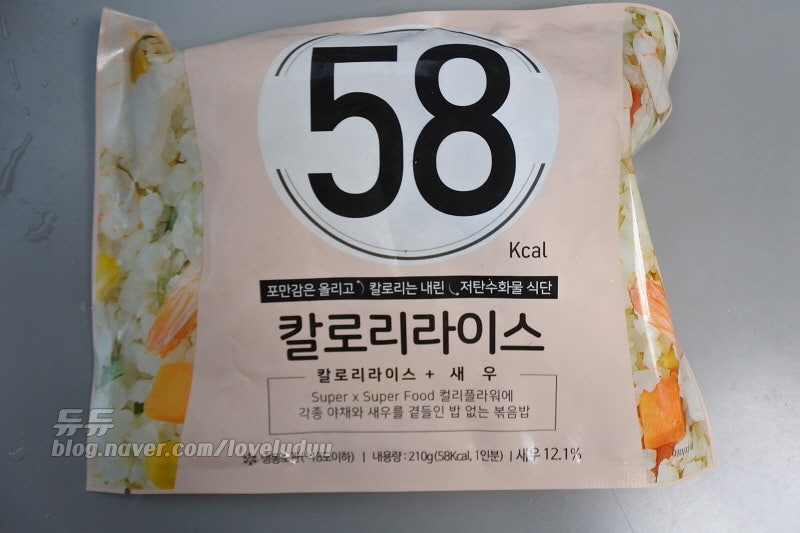 58
Kcal
포만감은 올리고 칼로리는 내린 저탄수화물 식단
칼로리라이스
칼로리라이스 + 새우
Super x Super Food 컬리플라워에
각종 야채와 새우를 곁들인 밥 없는 볶음밥
듀듀
blog.naver.com/lovelyduu
| 내용량 : 210g(58Kcal, 1인분) | 새우 12.1%